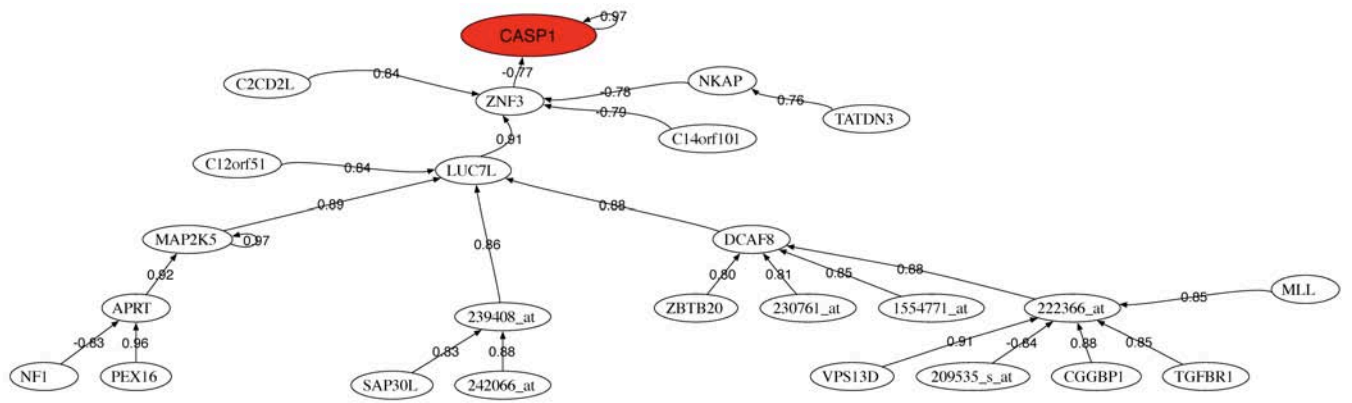 0.97
CASP1
-0.77
C2CD2L
0.84
NKAP
-0.78
ZNF3
0.76
TATDN3
-0.79
C14orf101
0.91
C12orf51
0.84
LUC7L
0.89
0.88
MAP2K5
0.97
0.86
DCAF8
0.92
0.80
0.81
0.85
0.88
MLL
0.85
APRT
239408_at
ZBTB20
230761_at
1554771_at
222366_at
-0.83
0.96
0.83
0.88
0.91
-0.84
0.88
0.85
NF1
PEX16
SAP30L
242066_at
VPS13D
209535_s_at
CGGBP1
TGFBR1